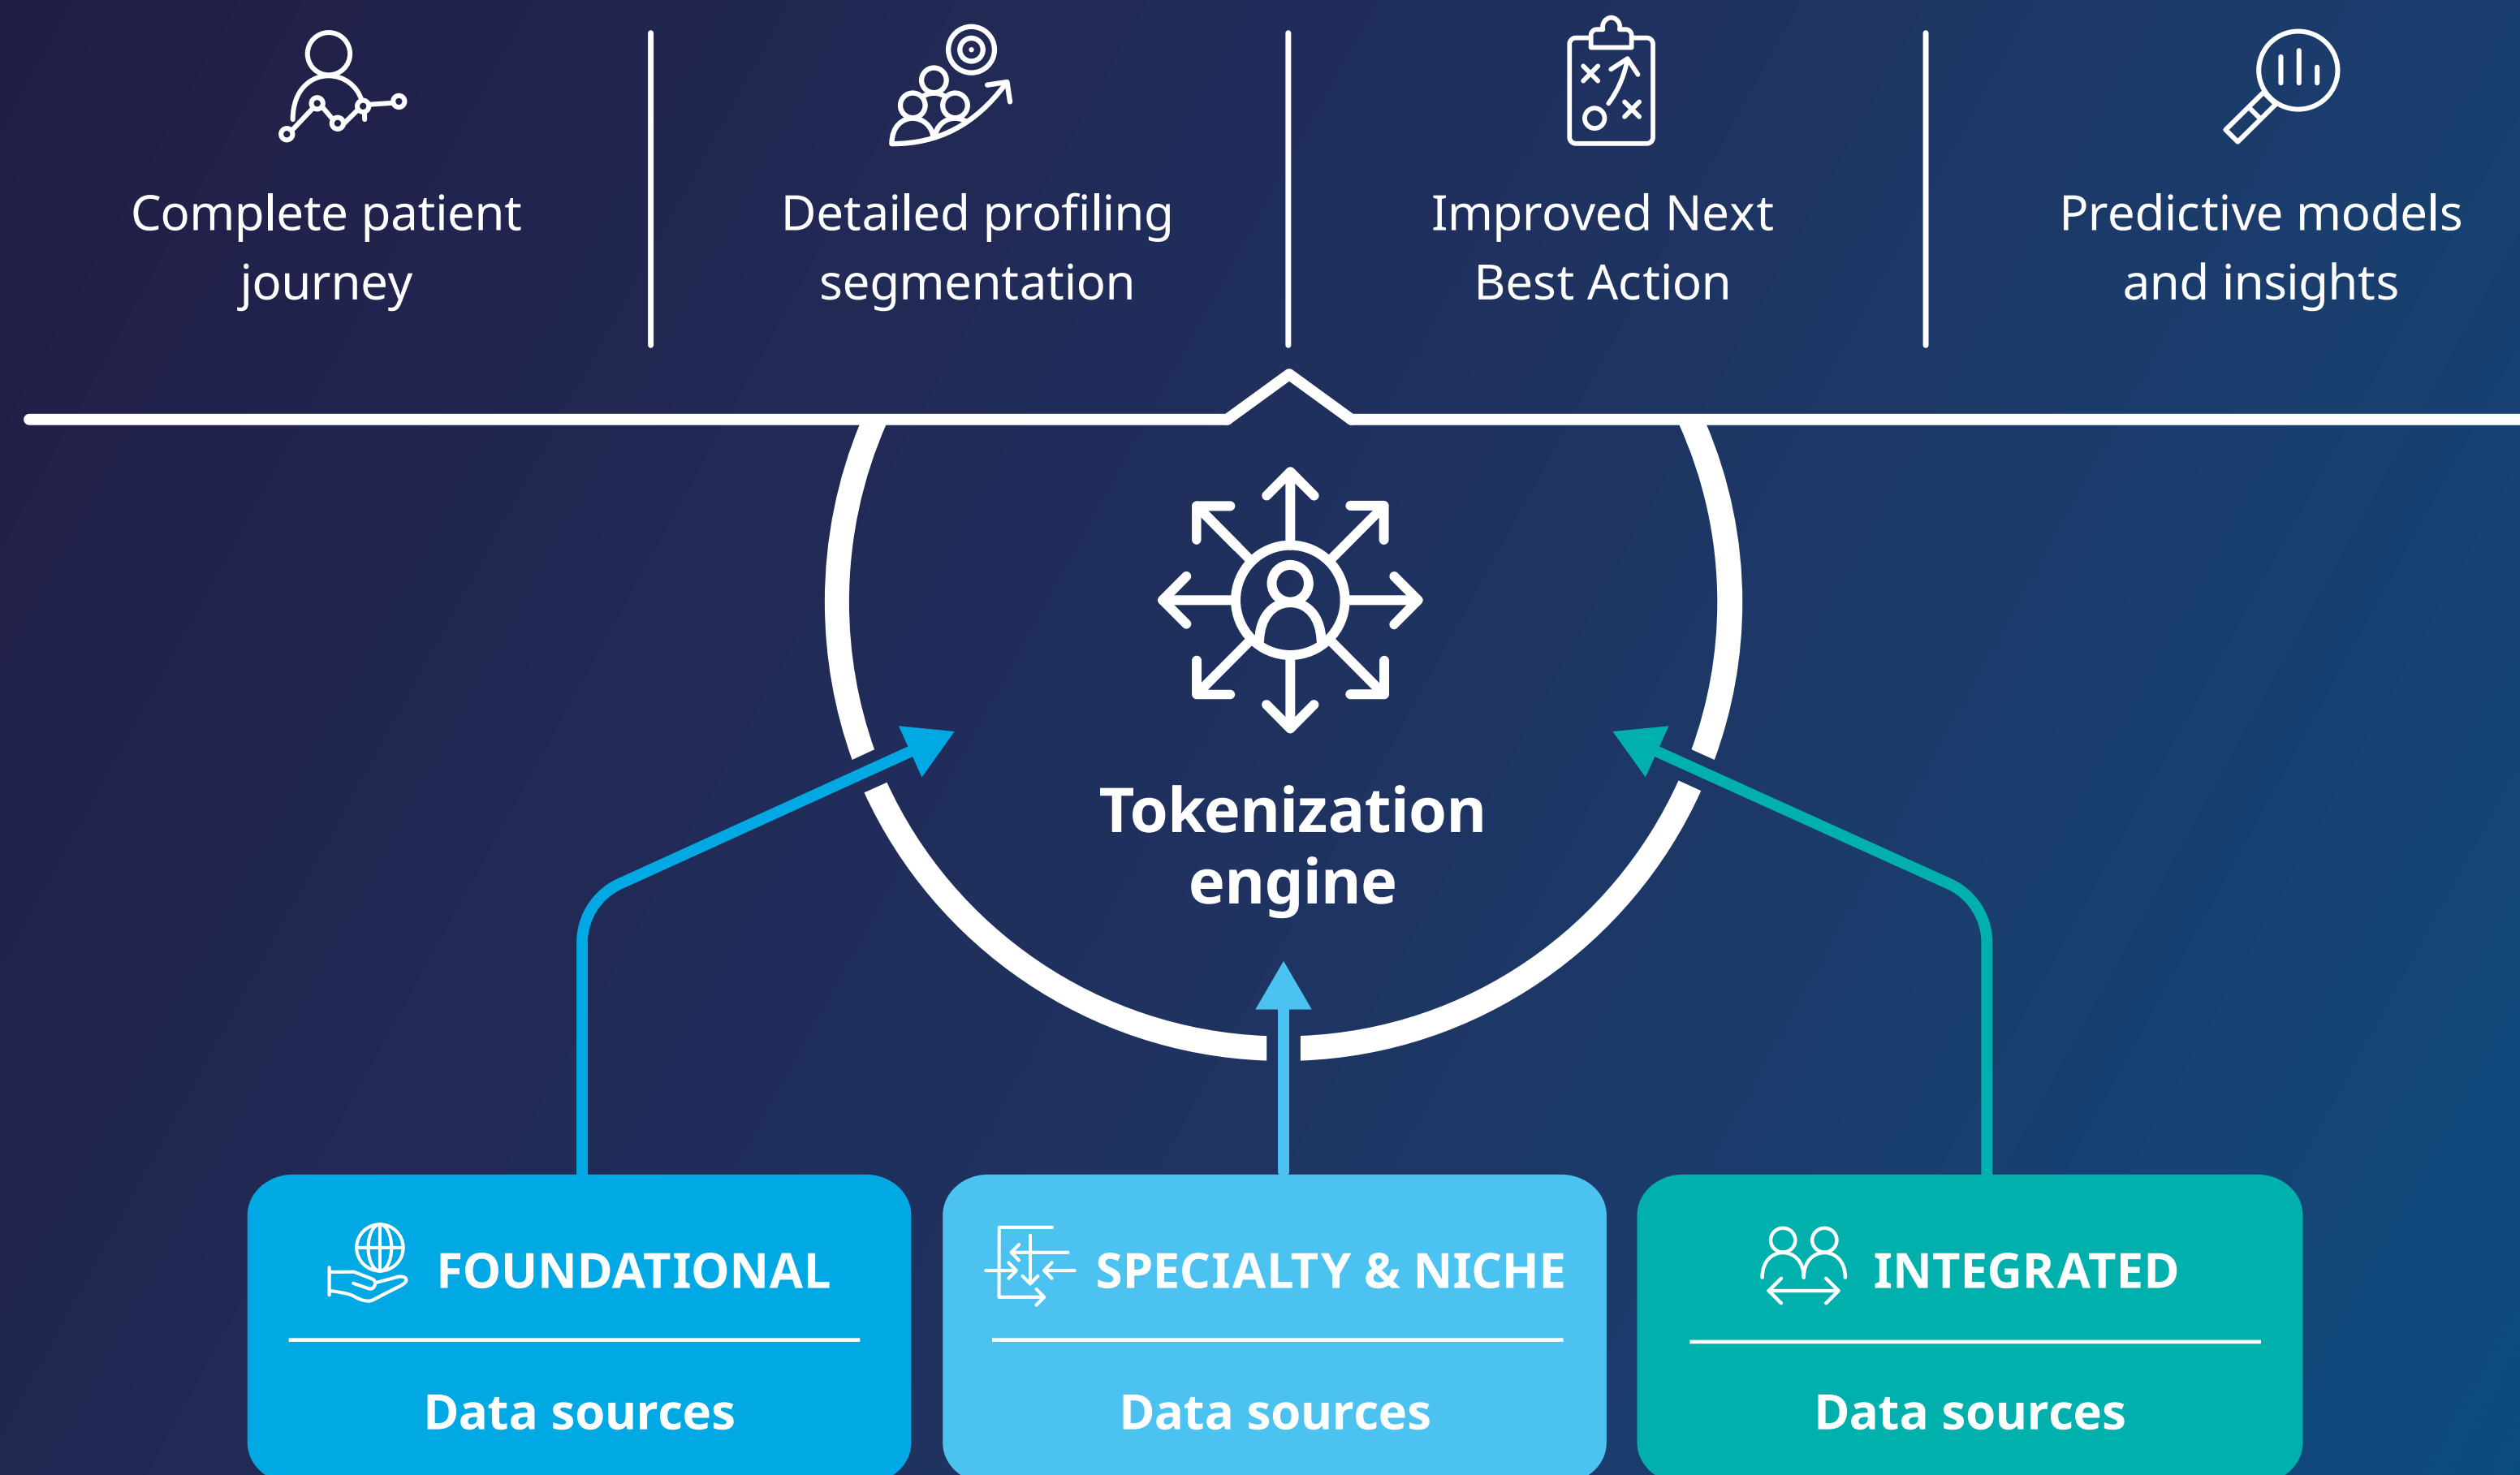 Complete patient
journey
Detailed profiling
segmentation
Improved Next
Best Action
Predictive models
and insights
Tokenization
engine
FOUNDATIONAL
Data sources
SPECIALTY & NICHE
Data sources
INTEGRATED
Data sources